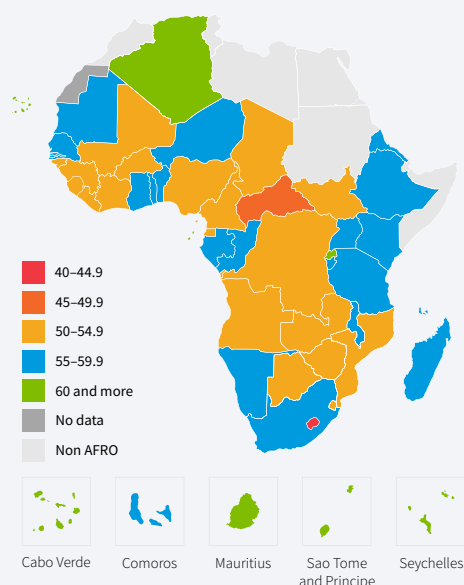 40–44.9
45–49.9
50–54.9
55–59.9
60 and more
No data
Non AFRO
Cabo Verde
Comoros
Mauritius
Sao Tome
and Principe
Seychelles